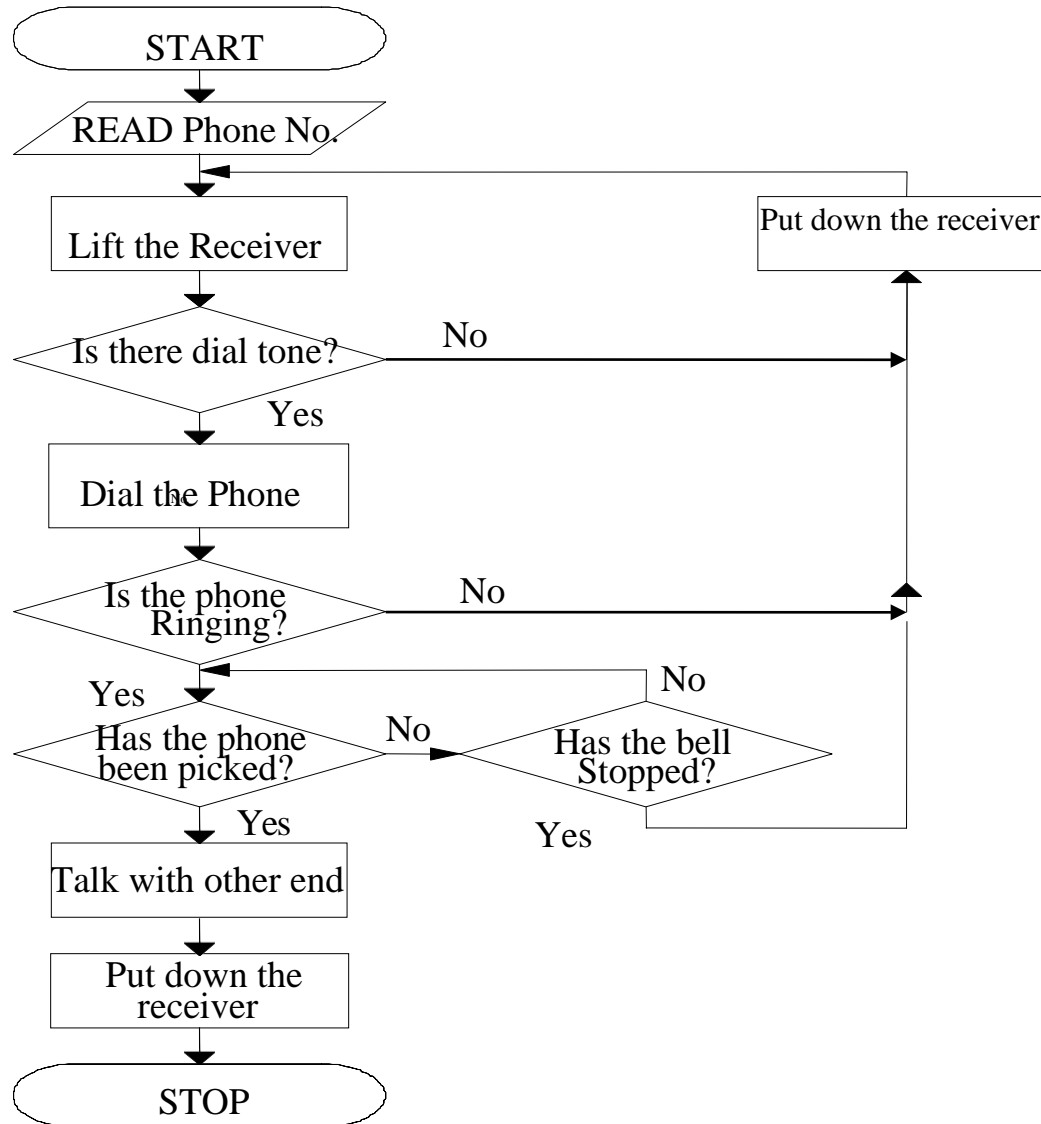 START
READ Phone No.
Lift the Receiver
Put down the receiver
Is there dial tone?
No
Yes
Dial the Phone
No
Is the phone
Ringing?
No
Yes
No
Has the phone
been picked?
No
Has the bell
Stopped?
Yes
Yes
Talk with other end
Put down the
receiver
STOP